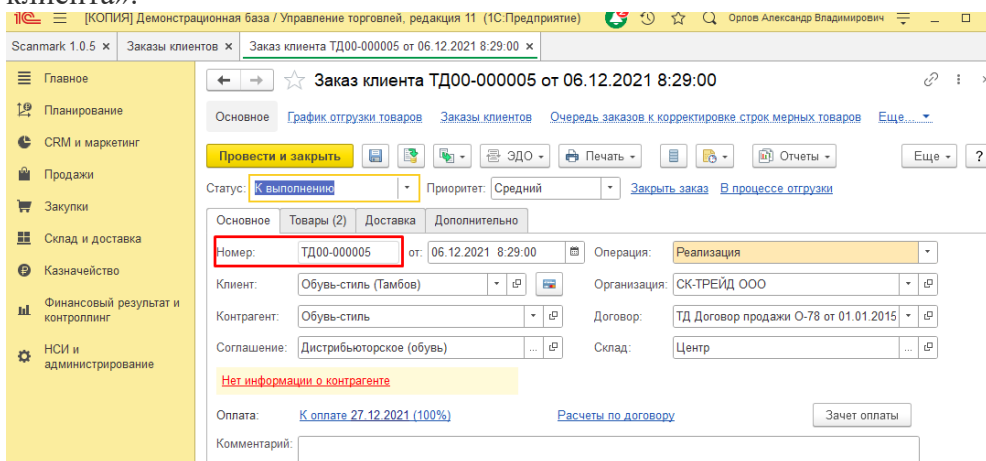 клиента».
1С [КОПИЯ] Демонстрационная база / Управление торговлей, редакция 11 (1С:Предприятие) Орлов Александр Владимирович
Scanmark 1.0.5 × Заказы клиентов × Заказ клиента ТД00-000005 от 06.12.2021 8:29:00 ×
Главное
Планирование
CRM и маркетинг
Продажи
Закупки
Склад и доставка
Казначейство
Финансовый результат и
контроллинг
НСИ и
администрирование
Заказ клиента ТД00-000005 от 06.12.2021 8:29:00
Основное График отгрузки товаров Заказы клиентов Очередь заказов к корректировке строк мерных товаров Еще...
Провести и закрыть ЭДО Печать Отчеты Еще ?
Статус: К выполнению Приоритет: Средний Закрыть заказ В процессе отгрузки
Основное Товары (2) Доставка Дополнительно
Номер: ТД00-000005 от: 06.12.2021 8:29:00 Операция: Реализация
Клиент: Обувь-стиль (Тамбов) Организация: СК-ТРЕЙД ООО
Контрагент: Обувь-стиль Договор: ТД Договор продажи О-78 от 01.01.2015
Соглашение: Дистрибьюторское (обувь) ... Склад: Центр ...
Нет информации о контрагенте
Оплата: К оплате 27.12.2021 (100%) Расчеты по договору Зачет оплаты
Комментарий: